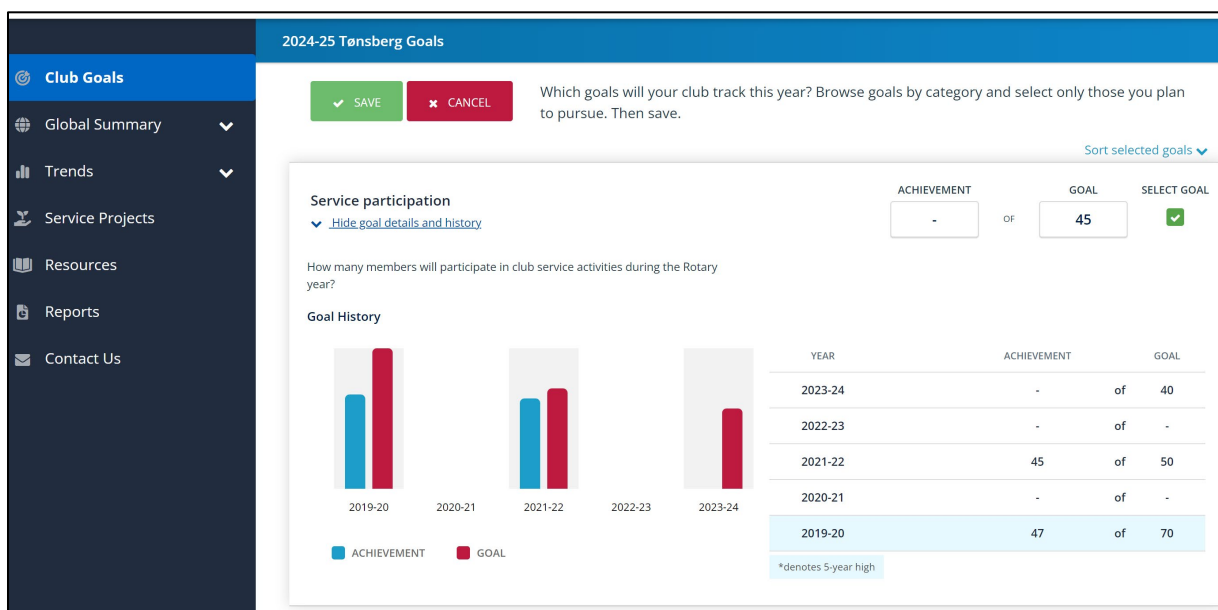 2024-25 Tønsberg Goals
Club Goals
Global Summary
Trends
Service Projects
Resources
Reports
Contact Us
SAVE
CANCEL
Which goals will your club track this year? Browse goals by category and select only those you plan
to pursue. Then save.
Sort selected goals
Service participation
Hide goal details and history
ACHIEVEMENT GOAL SELECT GOAL
- OF 45
How many members will participate in club service activities during the Rotary
year?
Goal History
2019-20 2020-21 2021-22 2022-23 2023-24
ACHIEVEMENT GOAL
YEAR ACHIEVEMENT GOAL
2023-24 - of 40
2022-23 - of -
2021-22 45 of 50
2020-21 - of -
2019-20 47 of 70
*denotes 5-year high